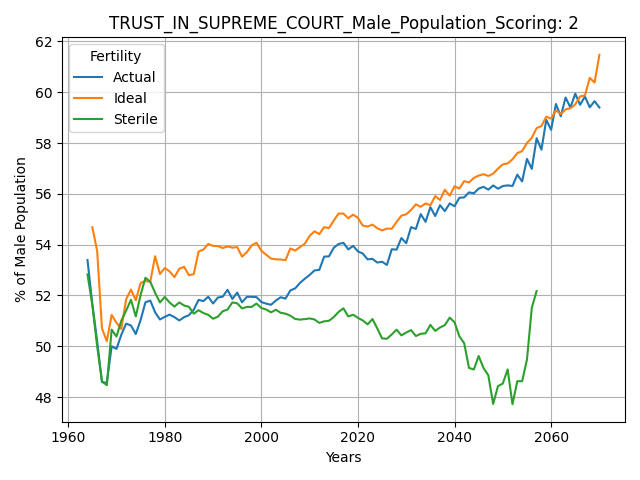 TRUST_IN_SUPREME_COURT_Male_Population_Scoring: 2
Fertility
Actual
Ideal
Sterile
% of Male Population
62
60
58
56
54
52
50
48
1960
1980
2000
2020
2040
2060
Years